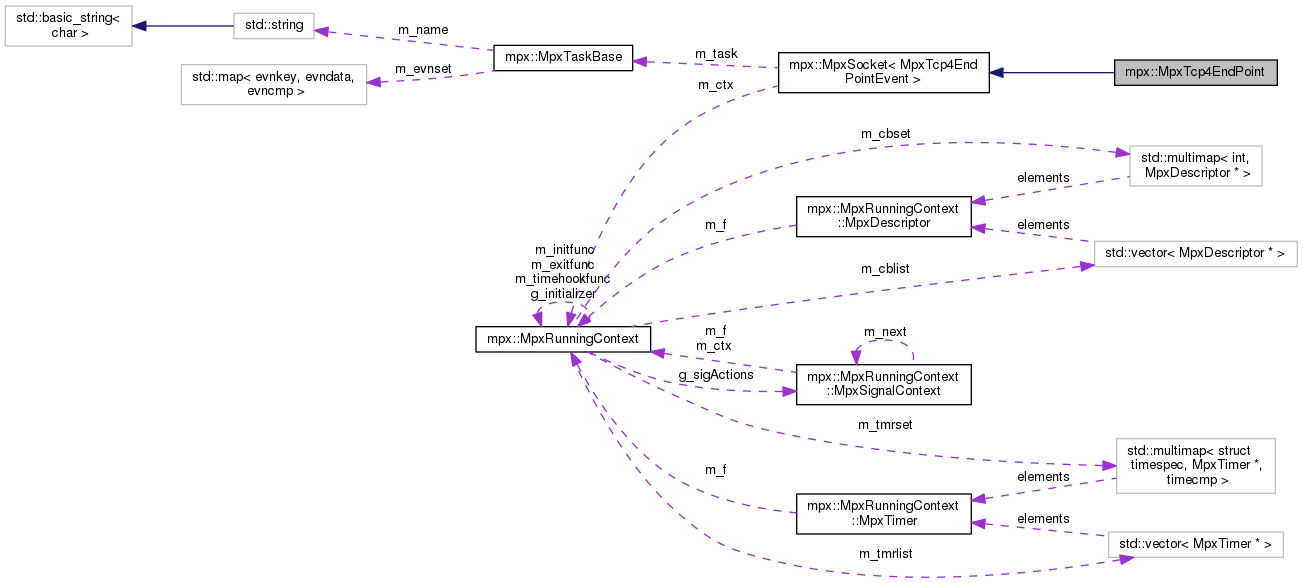 std::basic_string<
char >
std::string
m_name
mpx::MpxTaskBase
m_evnset
std::map< evnkey, evndata,
evncmp >
m_task
mpx::MpxSocket< MpxTcp4End
PointEvent >
mpx::MpxTcp4EndPoint
m_ctx
m_cbset
std::multimap< int,
MpxDescriptor * >
elements
mpx::MpxRunningContext
::MpxDescriptor
m_f
elements
std::vector< MpxDescriptor * >
m_initfunc
m_exitfunc
m_timehookfunc
g_initializer
m_cblist
mpx::MpxRunningContext
m_f
m_ctx
m_next
g_sigActions
mpx::MpxRunningContext
::MpxSignalContext
m_tmrset
std::multimap< struct
timespec, MpxTimer *,
timecmp >
m_f
elements
mpx::MpxRunningContext
::MpxTimer
elements
std::vector< MpxTimer * >
m_tmrlist